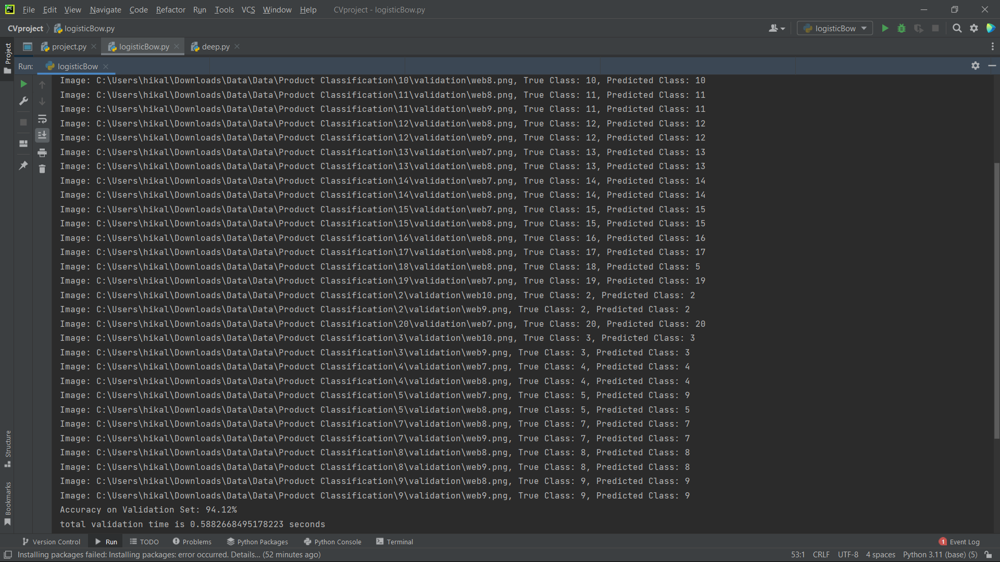 File Edit View Navigate Code Refactor Run Tools VCS Window Help CVproject - logisticBow.py
CVproject logisticBow.py logisticBow
project.py logisticBow.py deep.py
Project
Run: logisticBow
Image: C:\Users\hikal\Downloads\Data\Data\Product Classification\10\validation\web8.png, True Class: 10, Predicted Class: 10
Image: C:\Users\hikal\Downloads\Data\Data\Product Classification\11\validation\web8.png, True Class: 11, Predicted Class: 11
Image: C:\Users\hikal\Downloads\Data\Data\Product Classification\11\validation\web9.png, True Class: 11, Predicted Class: 11
Image: C:\Users\hikal\Downloads\Data\Data\Product Classification\12\validation\web8.png, True Class: 12, Predicted Class: 12
Image: C:\Users\hikal\Downloads\Data\Data\Product Classification\12\validation\web9.png, True Class: 12, Predicted Class: 12
Image: C:\Users\hikal\Downloads\Data\Data\Product Classification\13\validation\web7.png, True Class: 13, Predicted Class: 13
Image: C:\Users\hikal\Downloads\Data\Data\Product Classification\13\validation\web8.png, True Class: 13, Predicted Class: 13
Image: C:\Users\hikal\Downloads\Data\Data\Product Classification\14\validation\web7.png, True Class: 14, Predicted Class: 14
Image: C:\Users\hikal\Downloads\Data\Data\Product Classification\14\validation\web8.png, True Class: 14, Predicted Class: 14
Image: C:\Users\hikal\Downloads\Data\Data\Product Classification\15\validation\web7.png, True Class: 15, Predicted Class: 15
Image: C:\Users\hikal\Downloads\Data\Data\Product Classification\15\validation\web8.png, True Class: 15, Predicted Class: 15
Image: C:\Users\hikal\Downloads\Data\Data\Product Classification\16\validation\web8.png, True Class: 16, Predicted Class: 16
Image: C:\Users\hikal\Downloads\Data\Data\Product Classification\17\validation\web8.png, True Class: 17, Predicted Class: 17
Image: C:\Users\hikal\Downloads\Data\Data\Product Classification\18\validation\web8.png, True Class: 18, Predicted Class: 5
Image: C:\Users\hikal\Downloads\Data\Data\Product Classification\19\validation\web7.png, True Class: 19, Predicted Class: 19
Image: C:\Users\hikal\Downloads\Data\Data\Product Classification\2\validation\web10.png, True Class: 2, Predicted Class: 2
Image: C:\Users\hikal\Downloads\Data\Data\Product Classification\2\validation\web9.png, True Class: 2, Predicted Class: 2
Image: C:\Users\hikal\Downloads\Data\Data\Product Classification\20\validation\web7.png, True Class: 20, Predicted Class: 20
Image: C:\Users\hikal\Downloads\Data\Data\Product Classification\3\validation\web10.png, True Class: 3, Predicted Class: 3
Image: C:\Users\hikal\Downloads\Data\Data\Product Classification\3\validation\web9.png, True Class: 3, Predicted Class: 3
Image: C:\Users\hikal\Downloads\Data\Data\Product Classification\4\validation\web7.png, True Class: 4, Predicted Class: 4
Image: C:\Users\hikal\Downloads\Data\Data\Product Classification\4\validation\web8.png, True Class: 4, Predicted Class: 4
Image: C:\Users\hikal\Downloads\Data\Data\Product Classification\5\validation\web7.png, True Class: 5, Predicted Class: 9
Image: C:\Users\hikal\Downloads\Data\Data\Product Classification\5\validation\web8.png, True Class: 5, Predicted Class: 5
Image: C:\Users\hikal\Downloads\Data\Data\Product Classification\7\validation\web8.png, True Class: 7, Predicted Class: 7
Image: C:\Users\hikal\Downloads\Data\Data\Product Classification\7\validation\web9.png, True Class: 7, Predicted Class: 7
Image: C:\Users\hikal\Downloads\Data\Data\Product Classification\8\validation\web8.png, True Class: 8, Predicted Class: 8
Image: C:\Users\hikal\Downloads\Data\Data\Product Classification\8\validation\web9.png, True Class: 8, Predicted Class: 8
Image: C:\Users\hikal\Downloads\Data\Data\Product Classification\9\validation\web8.png, True Class: 9, Predicted Class: 9
Image: C:\Users\hikal\Downloads\Data\Data\Product Classification\9\validation\web9.png, True Class: 9, Predicted Class: 9
Accuracy on Validation Set: 94.12%
total validation time is 0.5882668495178223 seconds
Structure
Bookmarks
Version Control Run TODO Problems Python Packages Python Console Terminal 1 Event Log
Installing packages failed: Installing packages: error occurred. Details... (52 minutes ago) 53:1 CRLF UTF-8 4 spaces Python 3.11 (base) (5)